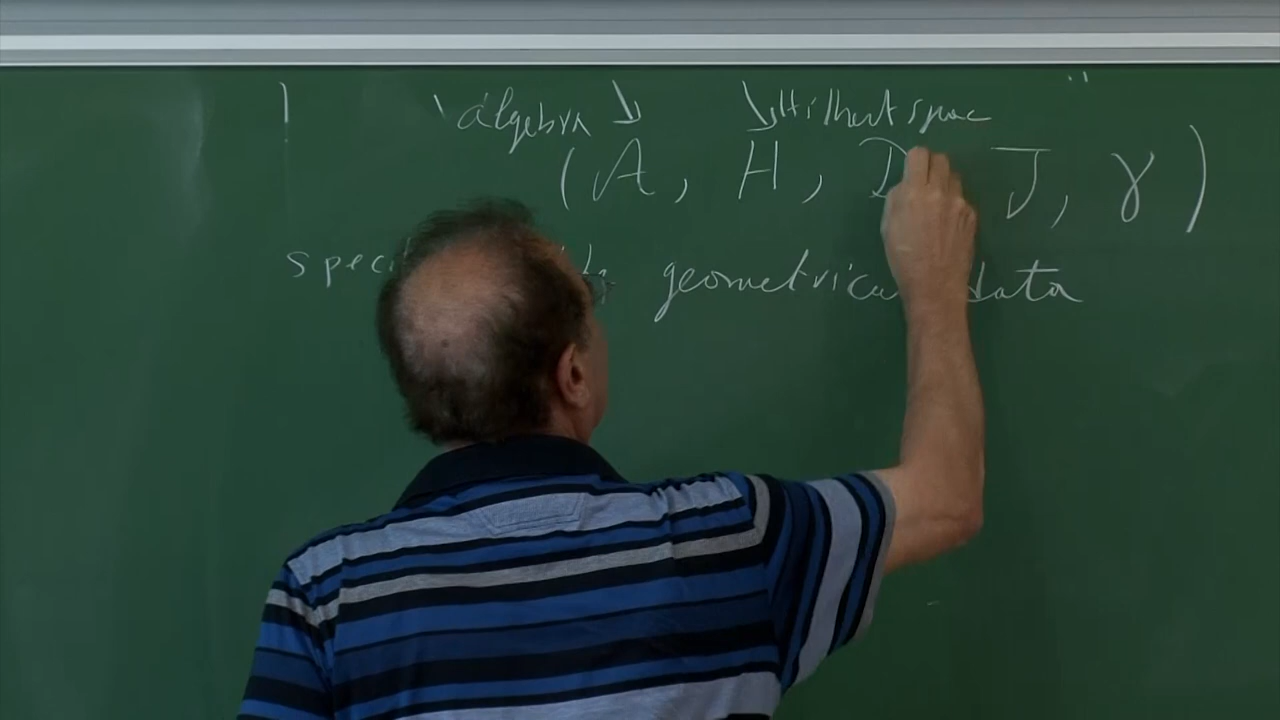 algebra Hilbert space
(A, H, D, J, γ)
geometrical data